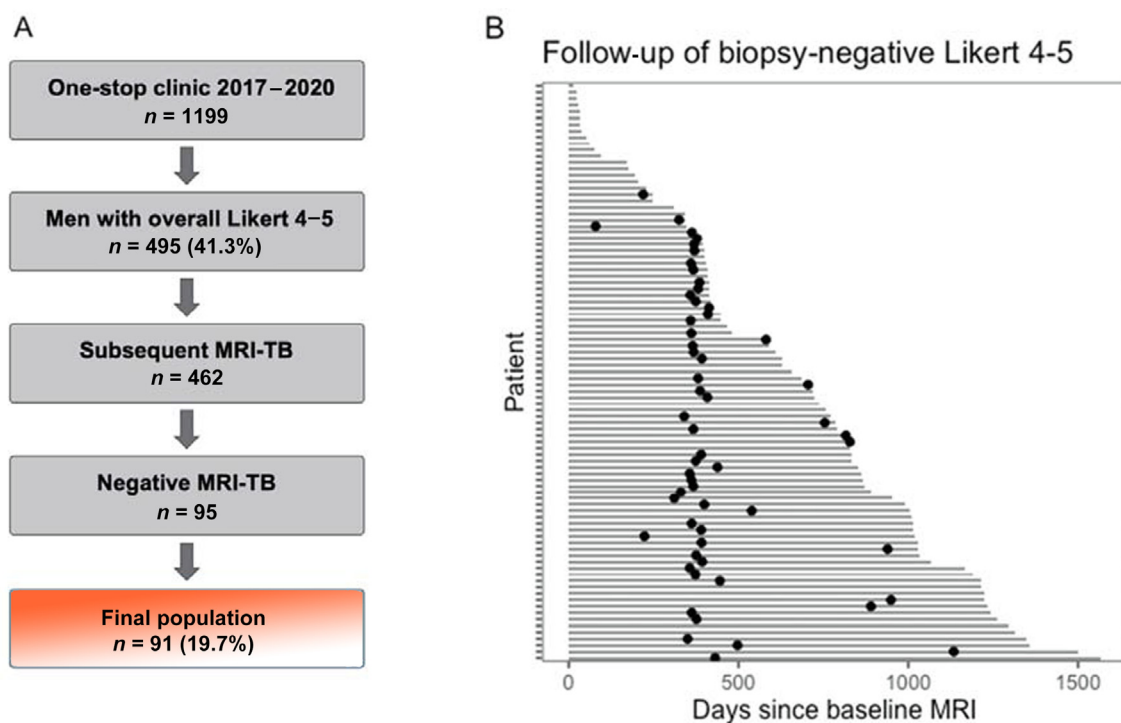 A
One-stop clinic 2017–2020
n = 1199
Men with overall Likert 4–5
n = 495 (41.3%)
Subsequent MRI-TB
n = 462
Negative MRI-TB
n = 95
Final population
n = 91 (19.7%)
B
Follow-up of biopsy-negative Likert 4-5
Patient
0 500 1000 1500
Days since baseline MRI